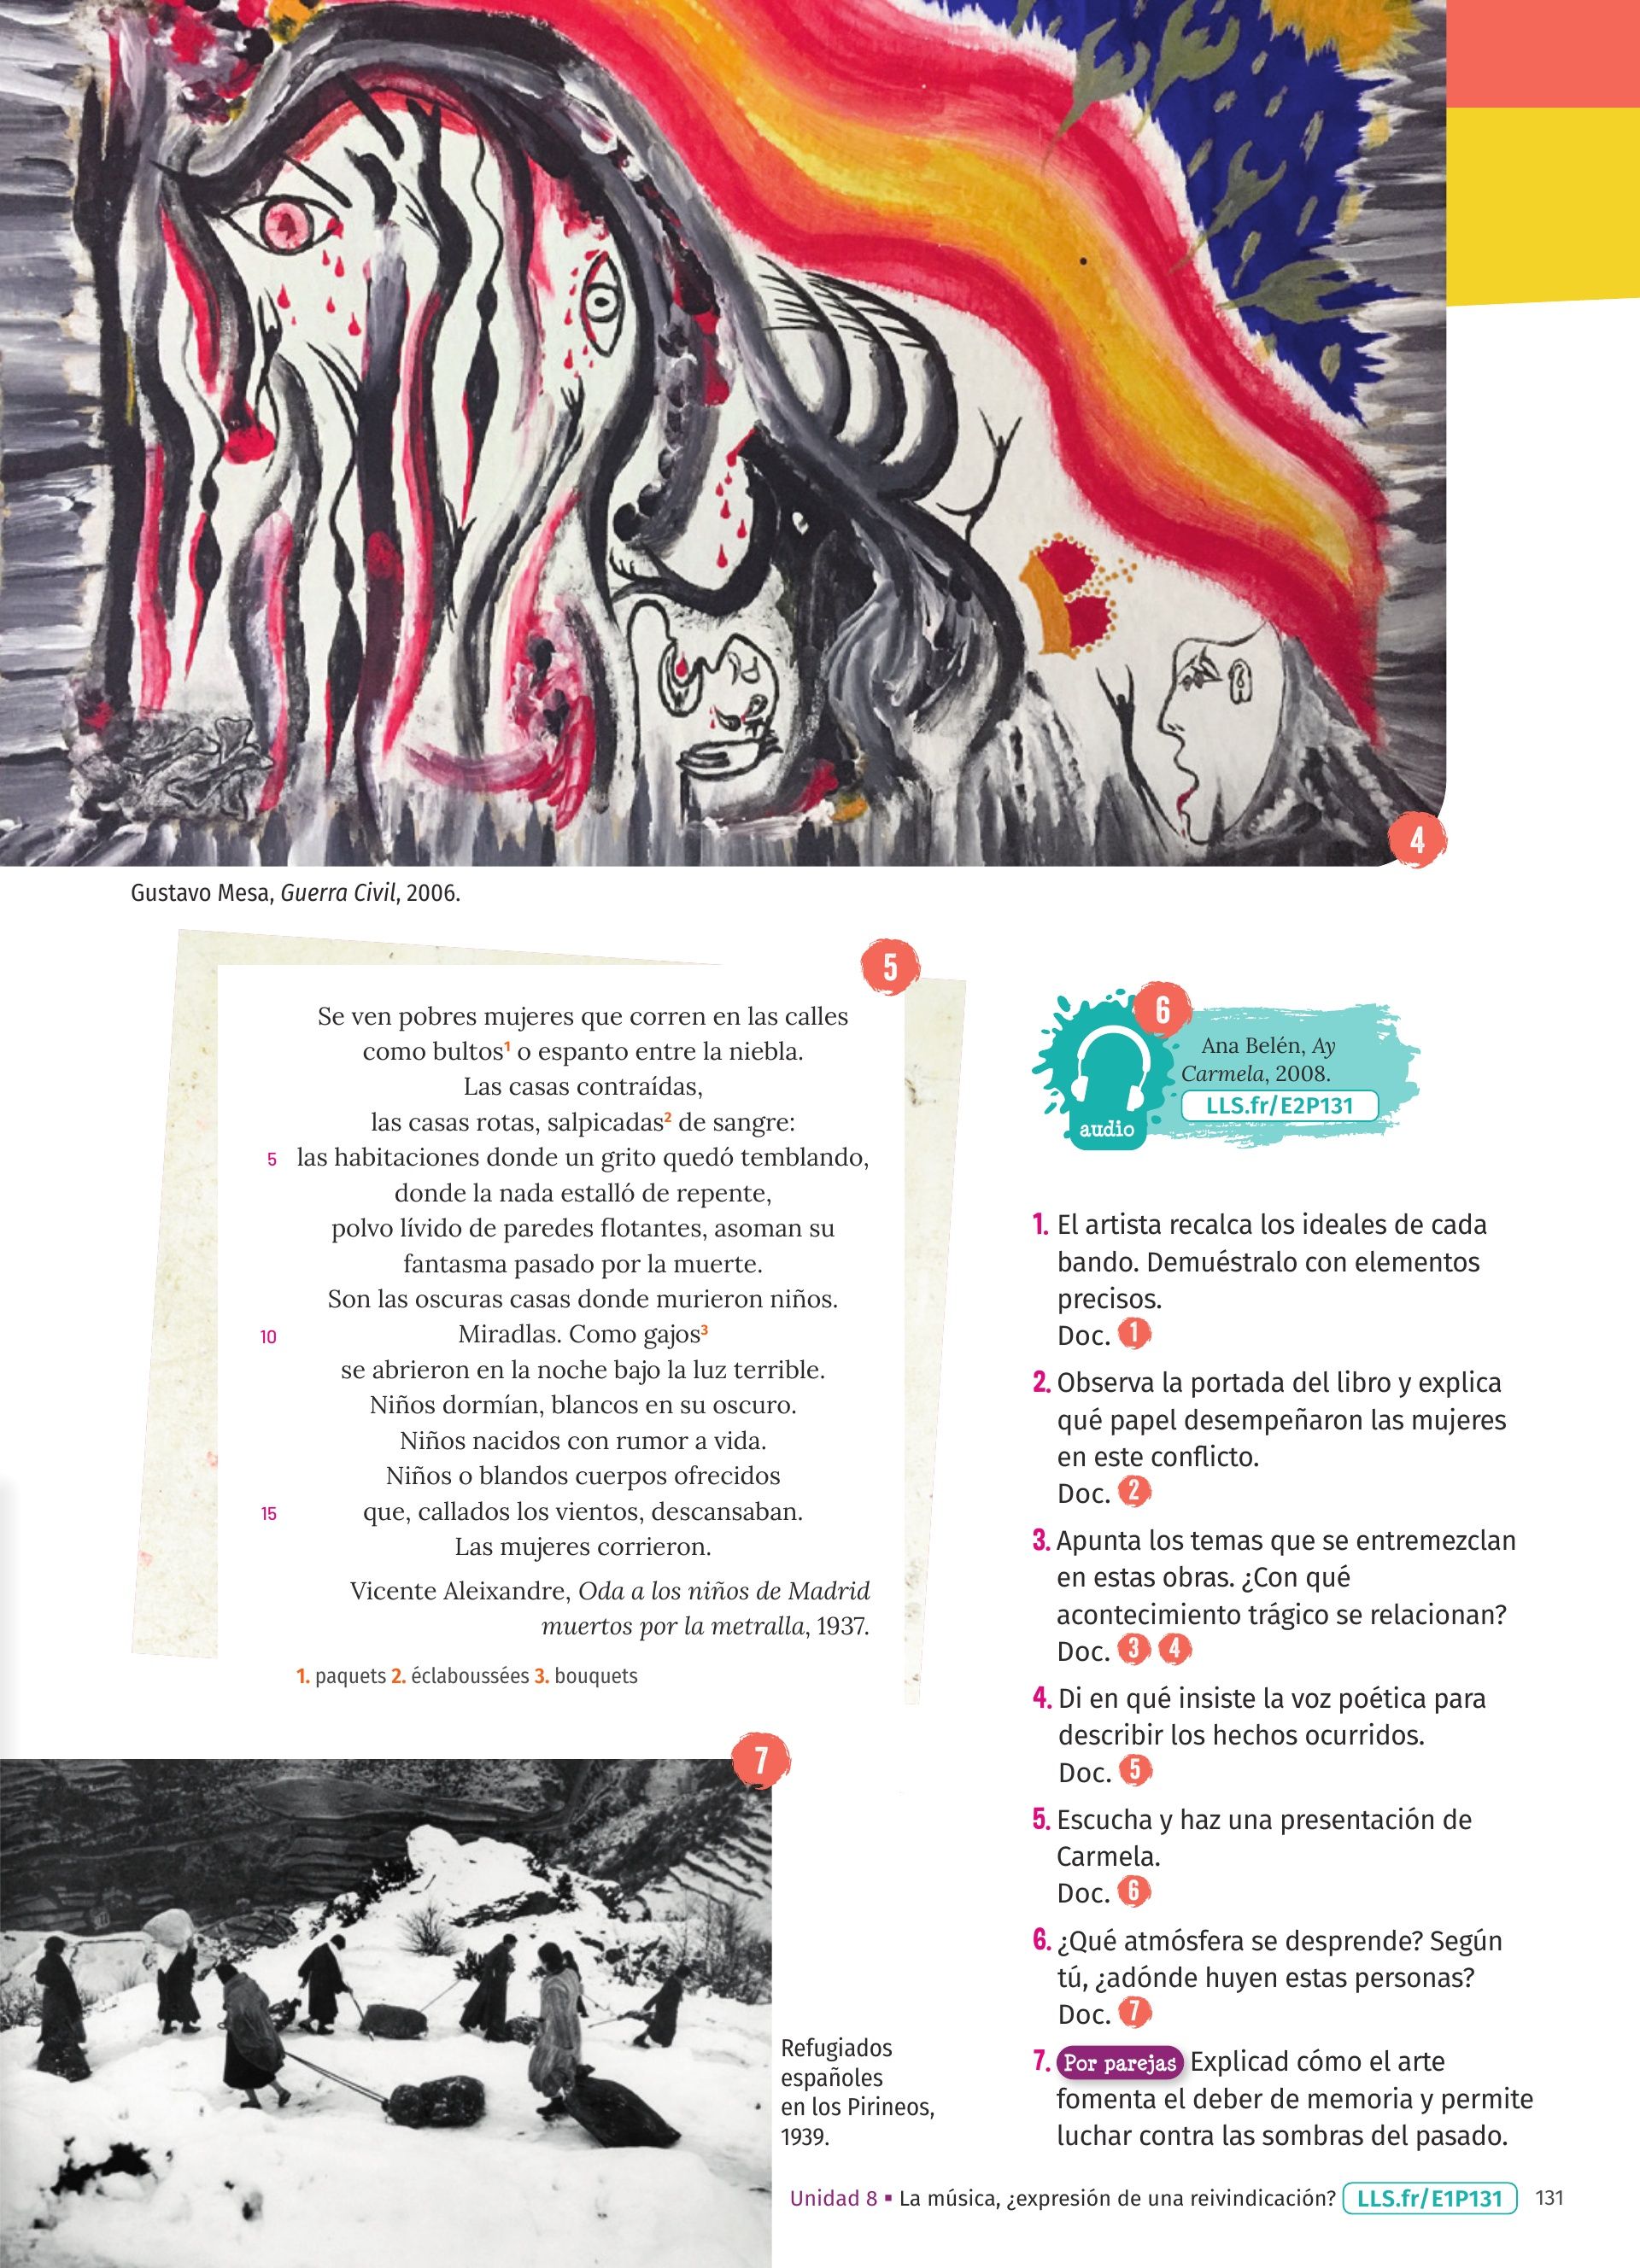 4
Gustavo Mesa, Guerra Civil, 2006.
5
Se ven pobres mujeres que corren en las calles
como bultos1 o espanto entre la niebla.
Las casas contraídas,
las casas rotas, salpicadas2 de sangre:
5 las habitaciones donde un grito quedó temblando,
donde la nada estalló de repente,
polvo lívido de paredes flotantes, asoman su
fantasma pasado por la muerte.
Son las oscuras casas donde murieron niños.
10 Miradlas. Como gajos3
se abrieron en la noche bajo la luz terrible.
Niños dormían, blancos en su oscuro.
Niños nacidos con rumor a vida.
Niños o blandos cuerpos ofrecidos
15 que, callados los vientos, descansaban.
Las mujeres corrieron.
Vicente Aleixandre, Oda a los niños de Madrid
muertos por la metralla, 1937.
1. paquets 2. éclaboussées 3. bouquets
6
Ana Belén, Ay
Carmela, 2008.
LLS.fr/E2P131
audio
1. El artista recalca los ideales de cada
bando. Demuéstralo con elementos
precisos.
Doc. 1
2. Observa la portada del libro y explica
qué papel desempeñaron las mujeres
en este conflicto.
Doc. 2
3. Apunta los temas que se entremezclan
en estas obras. ¿Con qué
acontecimiento trágico se relacionan?
Doc. 3 4
4. Di en qué insiste la voz poética para
describir los hechos ocurridos.
Doc. 5
5. Escucha y haz una presentación de
Carmela.
Doc. 6
6. ¿Qué atmósfera se desprende? Según
tú, ¿adónde huyen estas personas?
Doc. 7
7. Por parejas Explicad cómo el arte
fomenta el deber de memoria y permite
luchar contra las sombras del pasado.
7
Refugiados
españoles
en los Pirineos,
1939.
Unidad 8 ▪ La música, ¿expresión de una reivindicación? LLS.fr/E1P131 131